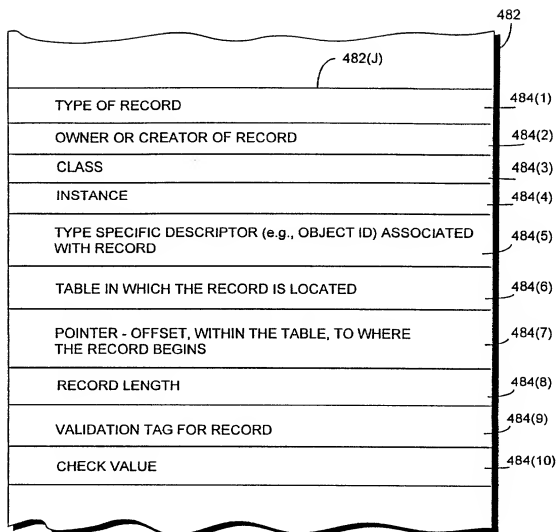 482
482(J)
TYPE OF RECORD
484(1)
OWNER OR CREATOR OF RECORD
484(2)
CLASS
484(3)
INSTANCE
484(4)
TYPE SPECIFIC DESCRIPTOR (e.g., OBJECT ID) ASSOCIATED
WITH RECORD
484(5)
TABLE IN WHICH THE RECORD IS LOCATED
484(6)
POINTER - OFFSET, WITHIN THE TABLE, TO WHERE
THE RECORD BEGINS
484(7)
RECORD LENGTH
484(8)
VALIDATION TAG FOR RECORD
484(9)
CHECK VALUE
484(10)